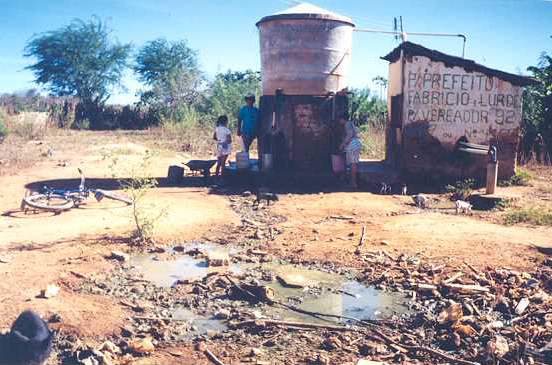 P/ PREFEITO
FABRICIO e LURDE
P/ VEREADOR 92